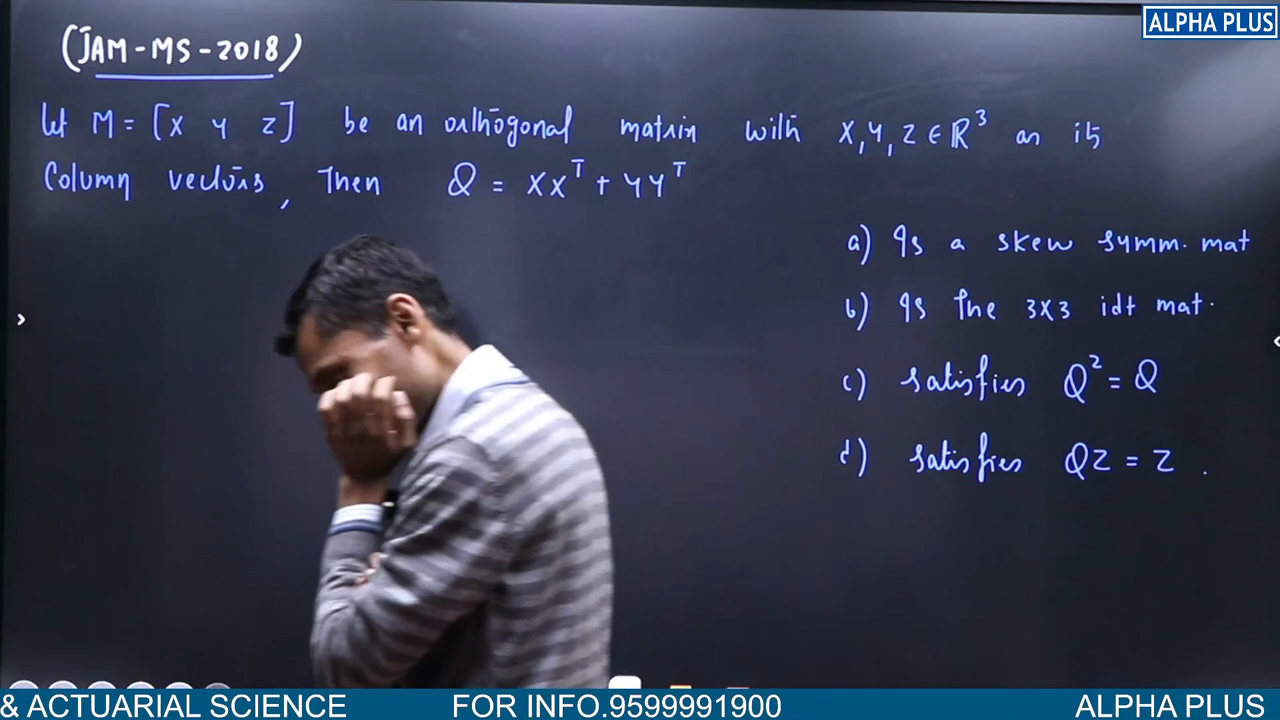 ALPHA PLUS
(JAM-MS-2018)
Let M = [X Y Z] be an orthogonal matrix with X, Y, Z ∈ ℝ³ as its
Column vectors, Then Q = XXᵀ + YYᵀ
a) Is a skew symm. mat
b) Is the 3x3 idt mat.
c) satisfies Q² = Q
d) satisfies QZ = Z.
& ACTUARIAL SCIENCE FOR INFO.9599991900 ALPHA PLUS